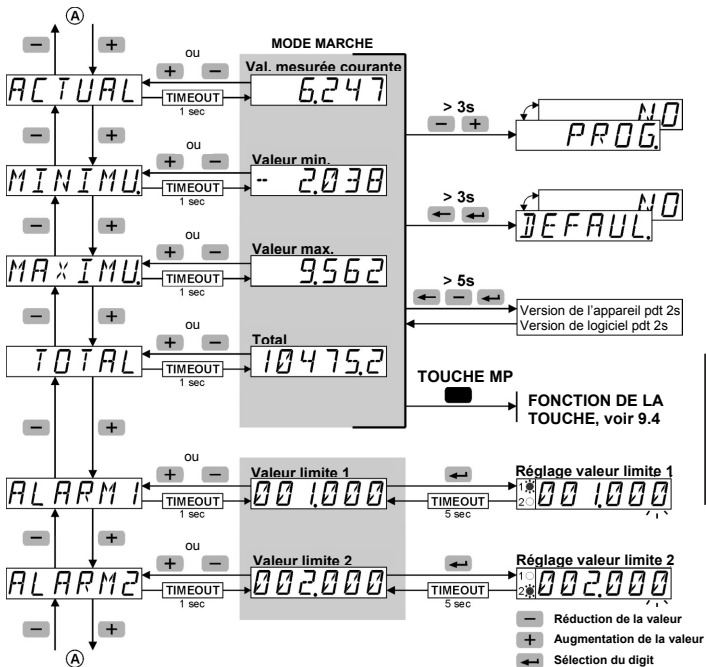 A
− +
ou
MODE MARCHE
+ −
Val. mesurée courante
ACTUAL
TIMEOUT
1 sec
6.247
> 3s
− +
NO
PROG.
− +
ou
+ −
Valeur min.
MINIMU.
TIMEOUT
1 sec
- 2.038
> 3s
NO
DEFAUL.
− +
ou
+ −
Valeur max.
MAXIMU.
TIMEOUT
1 sec
9.562
> 5s
−
Version de l'appareil pdt 2s
Version de logiciel pdt 2s
− +
ou
+ −
Total
TOTAL
TIMEOUT
1 sec
10475.2
TOUCHE MP
FONCTION DE LA
TOUCHE, voir 9.4
− +
ou
+ −
Valeur limite 1
Réglage valeur limite 1
ALARM1
TIMEOUT
1 sec
001.000
TIMEOUT
5 sec
1
2
001.000
− +
ou
+ −
Valeur limite 2
Réglage valeur limite 2
ALARM2
TIMEOUT
1 sec
002.000
TIMEOUT
5 sec
1
2
002.000
− +
A
− Réduction de la valeur
+ Augmentation de la valeur
Sélection du digit